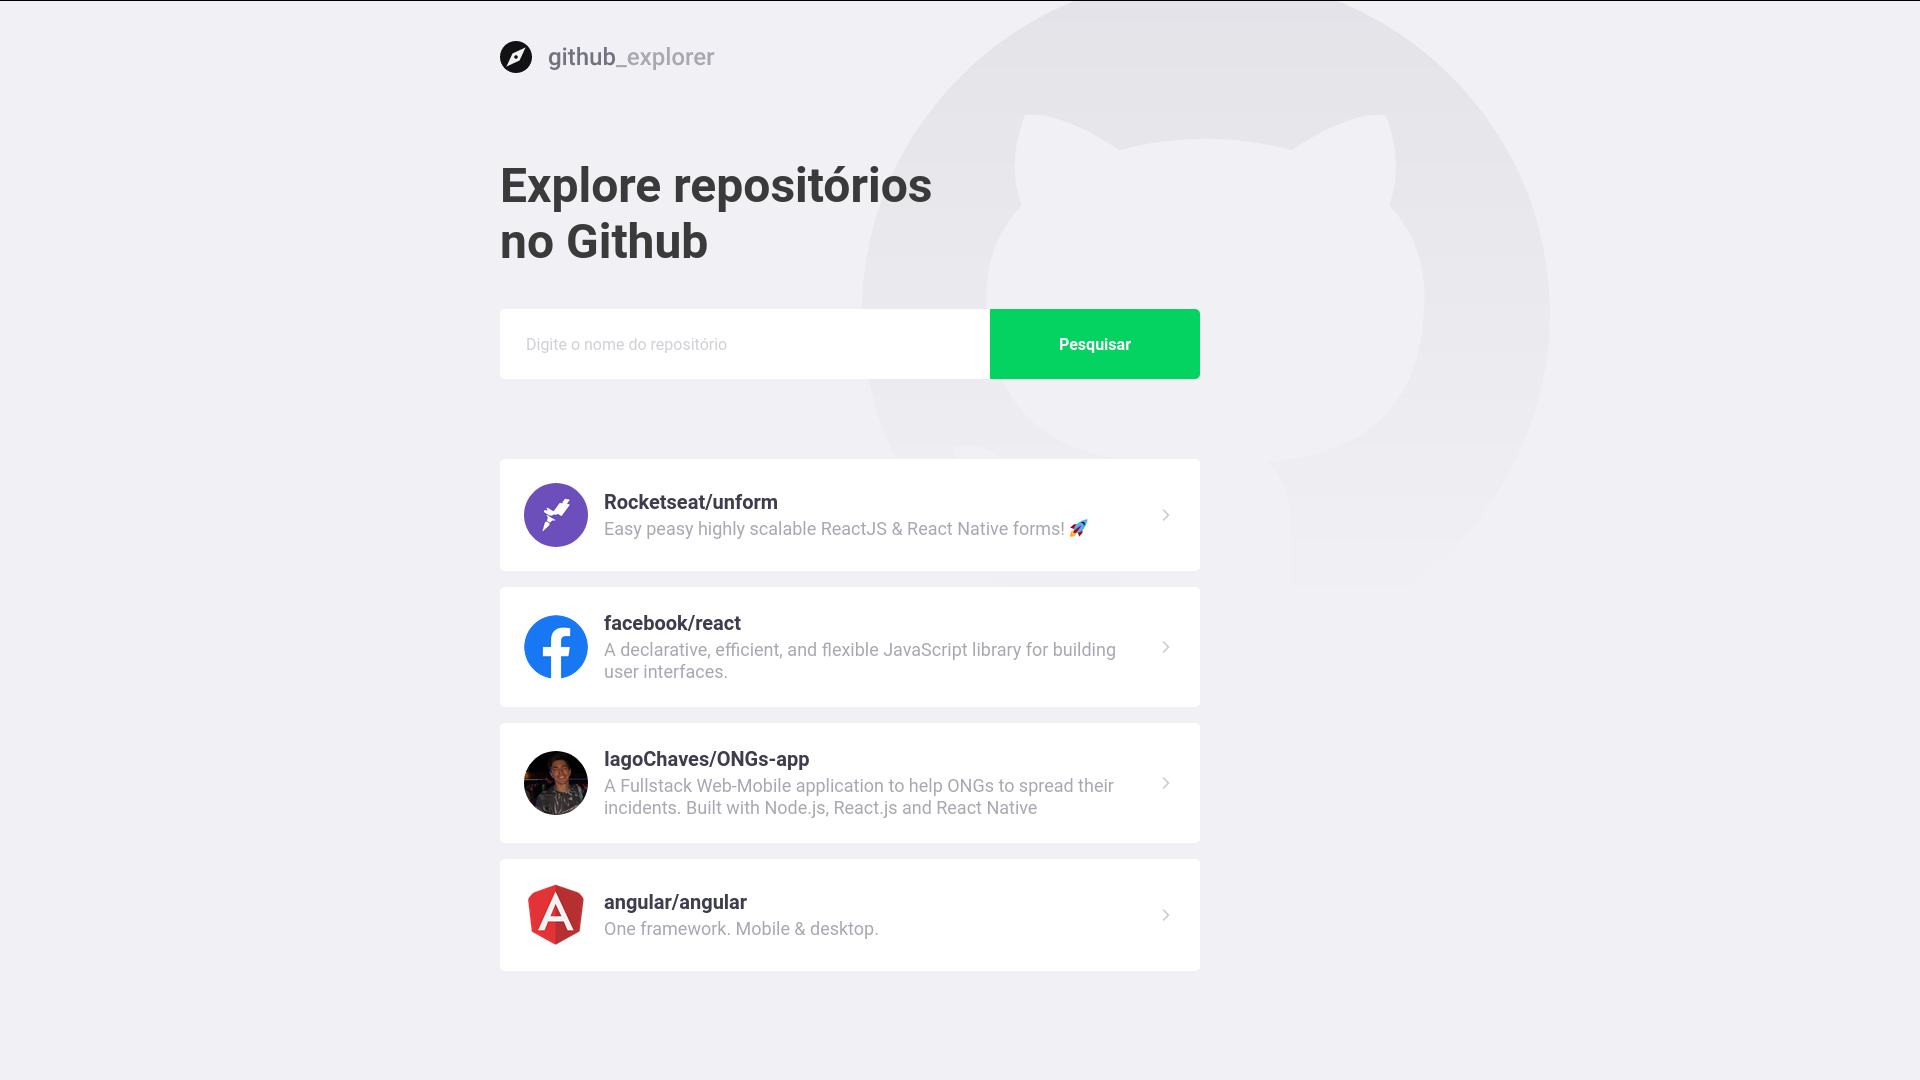 github_explorer
Explore repositórios
no Github
Digite o nome do repositório
Pesquisar
Rocketseat/unform
Easy peasy highly scalable ReactJS & React Native forms! 🚀
facebook/react
A declarative, efficient, and flexible JavaScript library for building
user interfaces.
IagoChaves/ONGs-app
A Fullstack Web-Mobile application to help ONGs to spread their
incidents. Built with Node.js, React.js and React Native
angular/angular
One framework. Mobile & desktop.